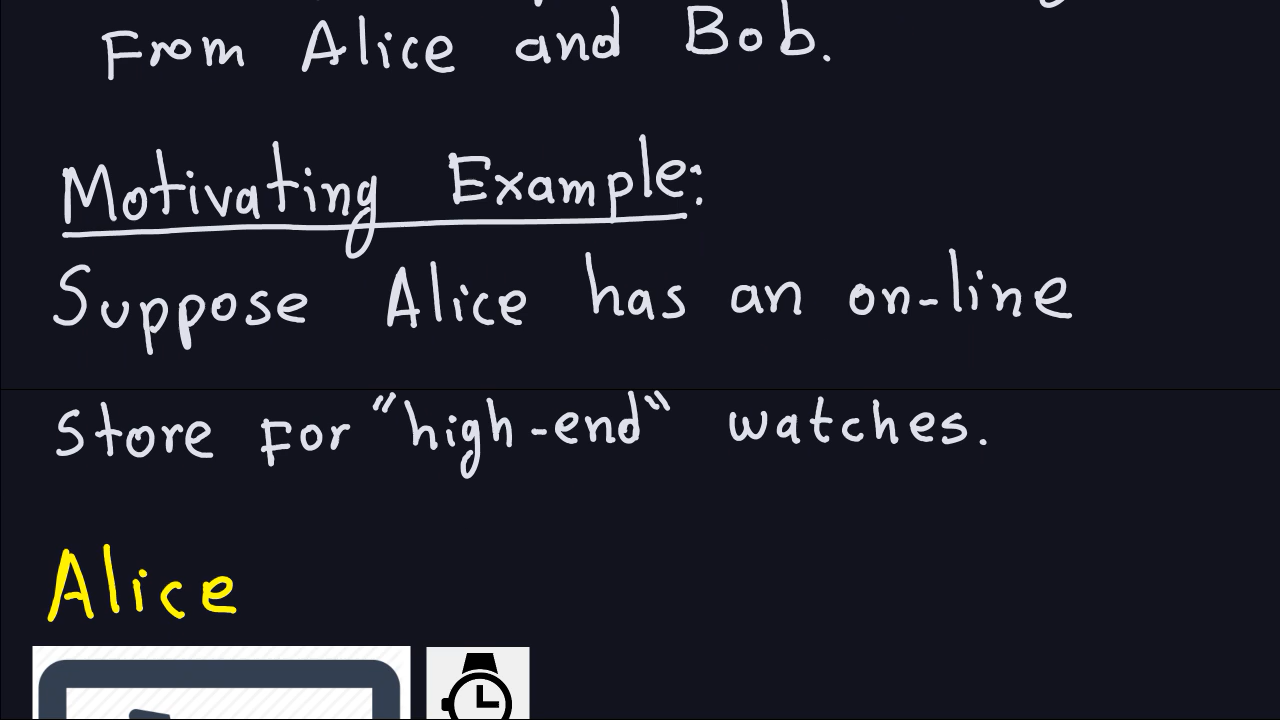 From Alice and Bob.
Motivating Example:
Suppose Alice has an on-line
store for "high-end" watches.
Alice